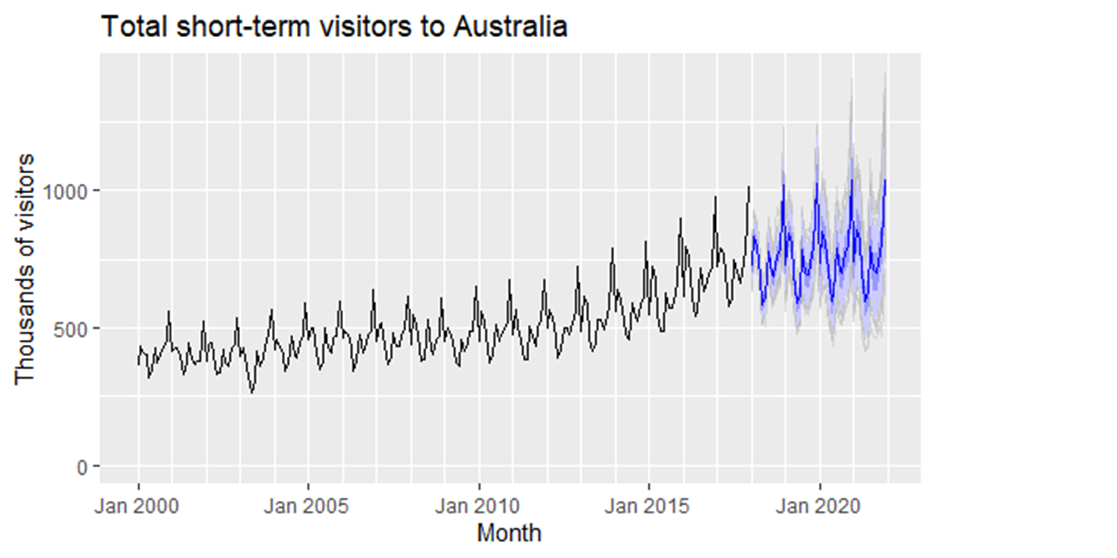 Total short-term visitors to Australia
Thousands of visitors
1000
500
0
Jan 2000 Jan 2005 Jan 2010 Jan 2015 Jan 2020
Month